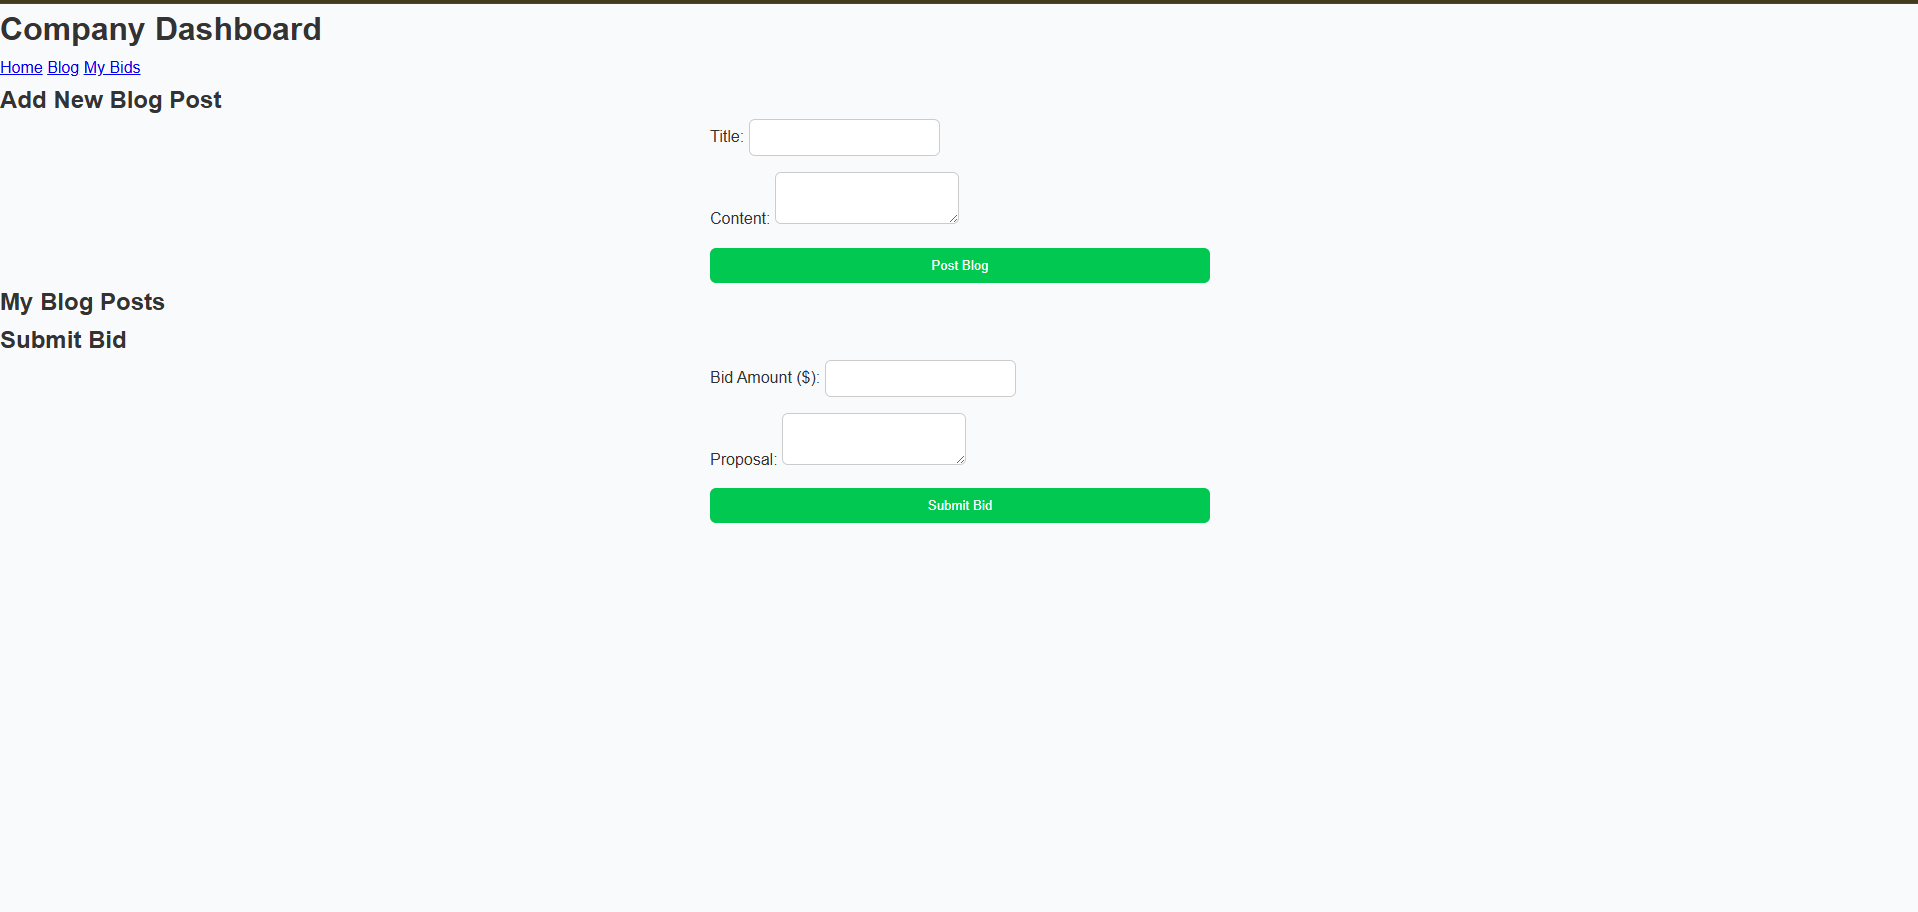 Company Dashboard
Home Blog My Bids
Add New Blog Post
Title:
Content:
Post Blog
My Blog Posts
Submit Bid
Bid Amount ($):
Proposal:
Submit Bid